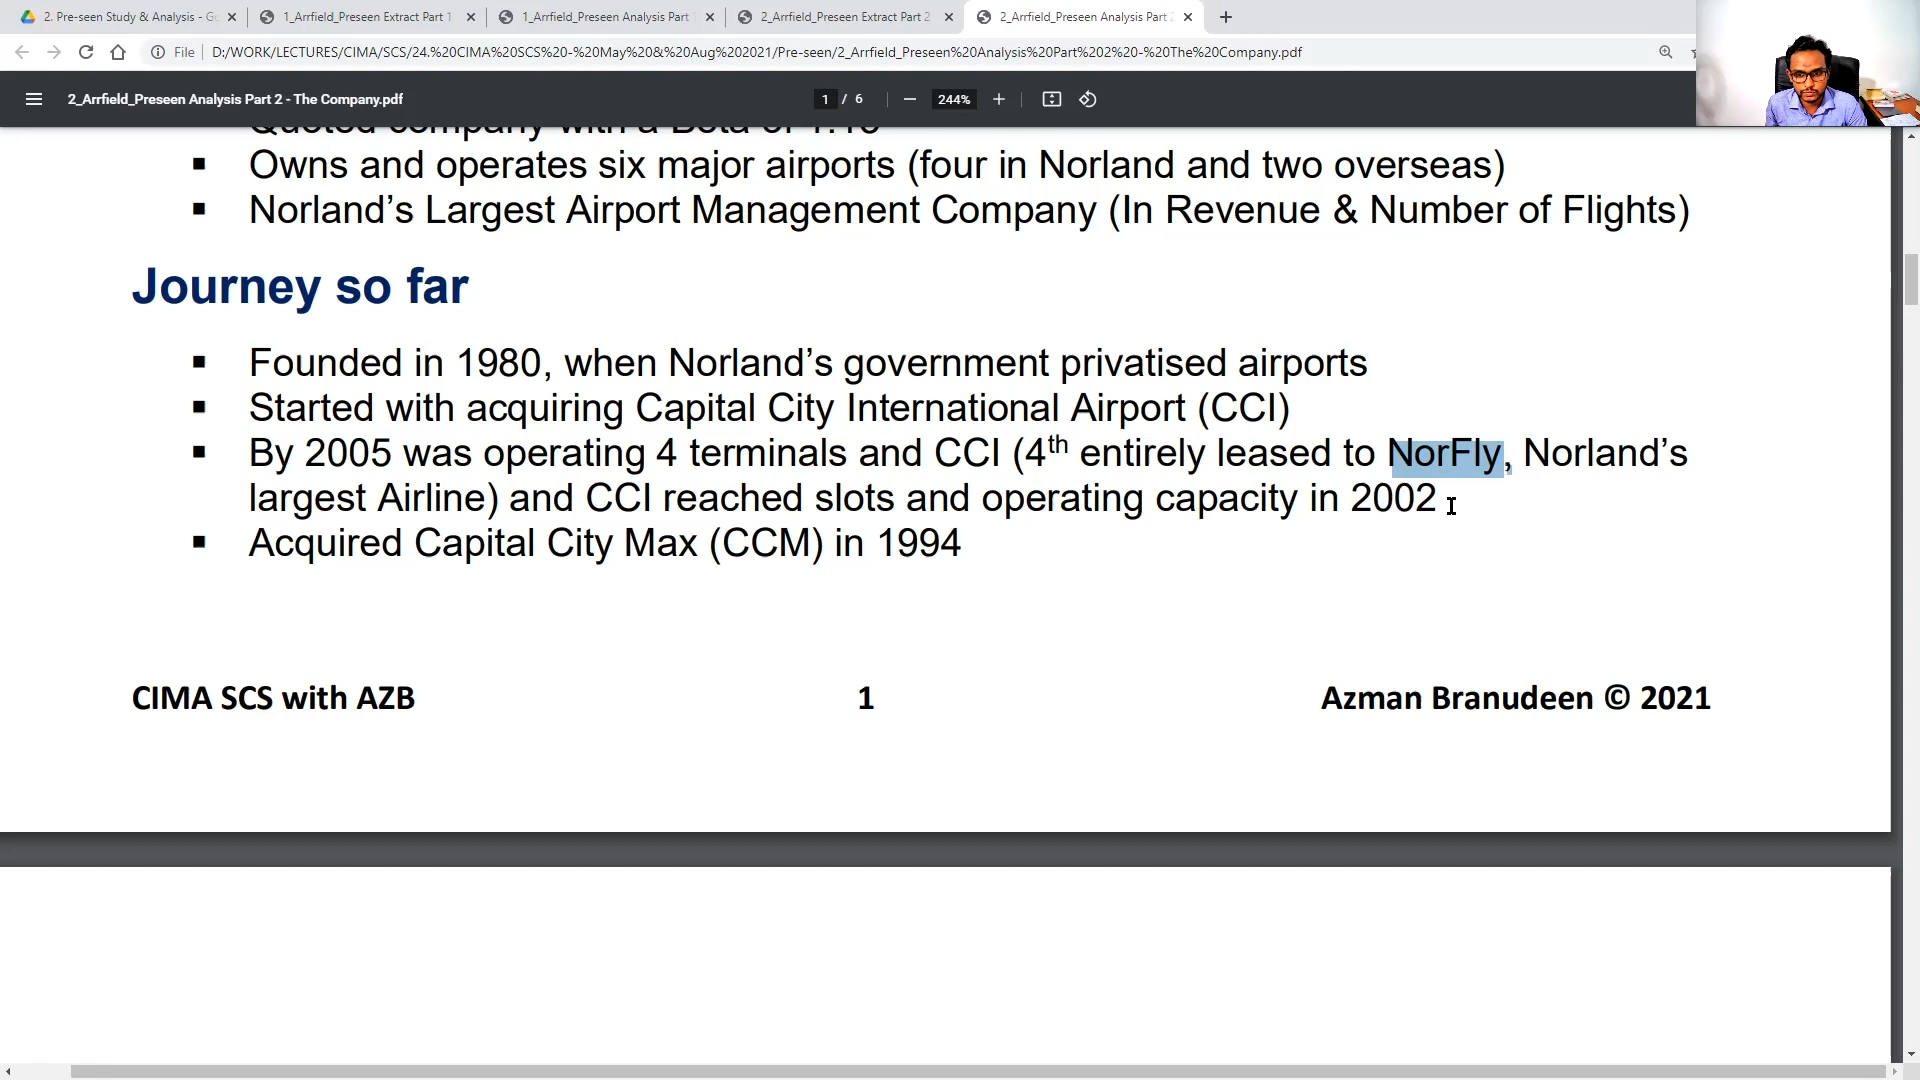 2. Pre-seen Study & Analysis - G
1_Arrfield_Preseen Extract Part 1
1_Arrfield_Preseen Analysis Part
2_Arrfield_Preseen Extract Part 2
2_Arrfield_Preseen Analysis Part
File
D:/WORK/LECTURES/CIMA/SCS/24.%20CIMA%20SCS%20-%20May%20&%20Aug%202021/Pre-seen/2_Arrfield_Preseen%20Analysis%20Part%202%20-%20The%20Company.pdf
2_Arrfield_Preseen Analysis Part 2 - The Company.pdf
1 / 6
244%
▪ Owns and operates six major airports (four in Norland and two overseas)
▪ Norland’s Largest Airport Management Company (In Revenue & Number of Flights)
Journey so far
▪ Founded in 1980, when Norland’s government privatised airports
▪ Started with acquiring Capital City International Airport (CCI)
▪ By 2005 was operating 4 terminals and CCI (4th entirely leased to NorFly, Norland’s
largest Airline) and CCI reached slots and operating capacity in 2002
▪ Acquired Capital City Max (CCM) in 1994
CIMA SCS with AZB
1
Azman Branudeen © 2021